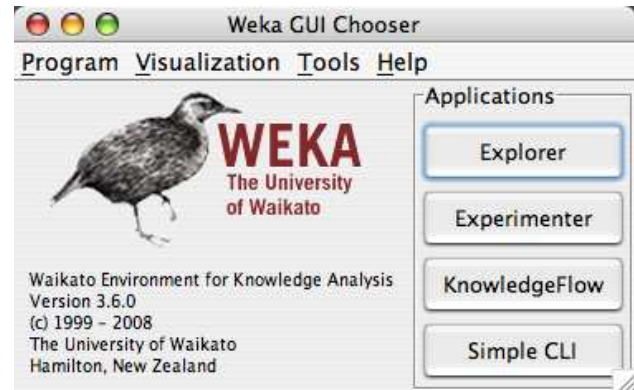 Weka GUI Chooser
Program Visualization Tools Help
WEKA
The University
of Waikato
Waikato Environment for Knowledge Analysis
Version 3.6.0
(c) 1999 - 2008
The University of Waikato
Hamilton, New Zealand
Applications
Explorer
Experimenter
KnowledgeFlow
Simple CLI